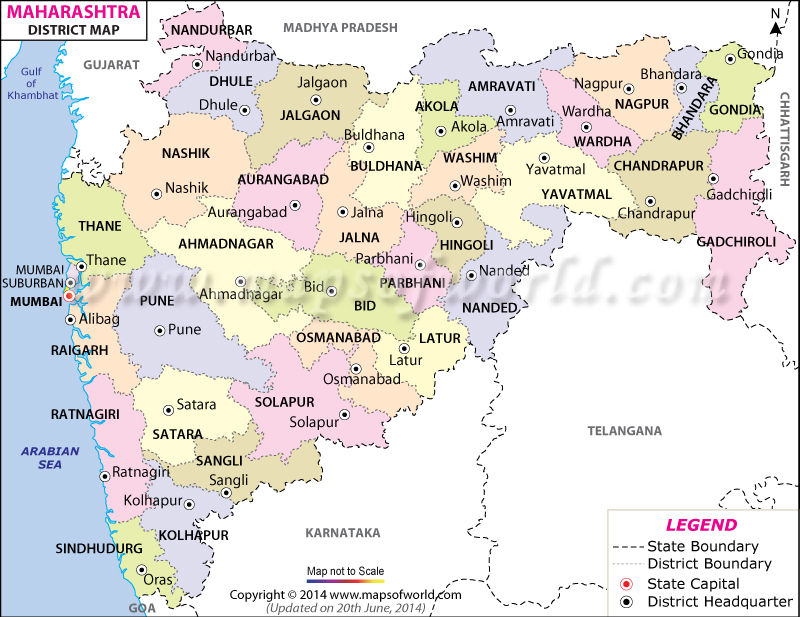 MAHARASHTRA
DISTRICT MAP
N
MADHYA PRADESH
GUJARAT
Gulf
of
Khambhat
NANDURBAR
Nandurbar
DHULE
Dhule
Jalgaon
JALGAON
AMRAVATI
Amravati
AKOLA
Akola
Buldhana
BULDHANA
WASHIM
Washim
Nagpur
NAGPUR
Wardha
WARDHA
Bhandara
BHANDARA
Gondia
GONDIA
CHHATTISGARH
NASHIK
Nashik
AURANGABAD
Aurangabad
Jalna
JALNA
Yavatmal
YAVATMAL
CHANDRAPUR
Chandrapur
Gadchirdli
GADCHIROLI
THANE
Thane
AHMADNAGAR
Ahmadnagar
Hingoli
HINGOLI
Parbhani
PARBHANI
Nanded
NANDED
MUMBAI
SUBURBAN
MUMBAI
Alibag
RAIGARH
PUNE
Pune
Bid
BID
OSMANABAD
Osmanabad
LATUR
Latur
www.mapsofworld.com
RATNAGIRI
Ratnagiri
Satara
SATARA
SOLAPUR
Solapur
SANGLI
Sangli
Kolhapur
KOLHAPUR
SINDHUDURG
Oras
ARABIAN
SEA
TELANGANA
KARNATAKA
GOA
Map not to Scale
Copyright © 2014 www.mapsofworld.com
(Updated on 20th June, 2014)
LEGEND
State Boundary
District Boundary
State Capital
District Headquarter